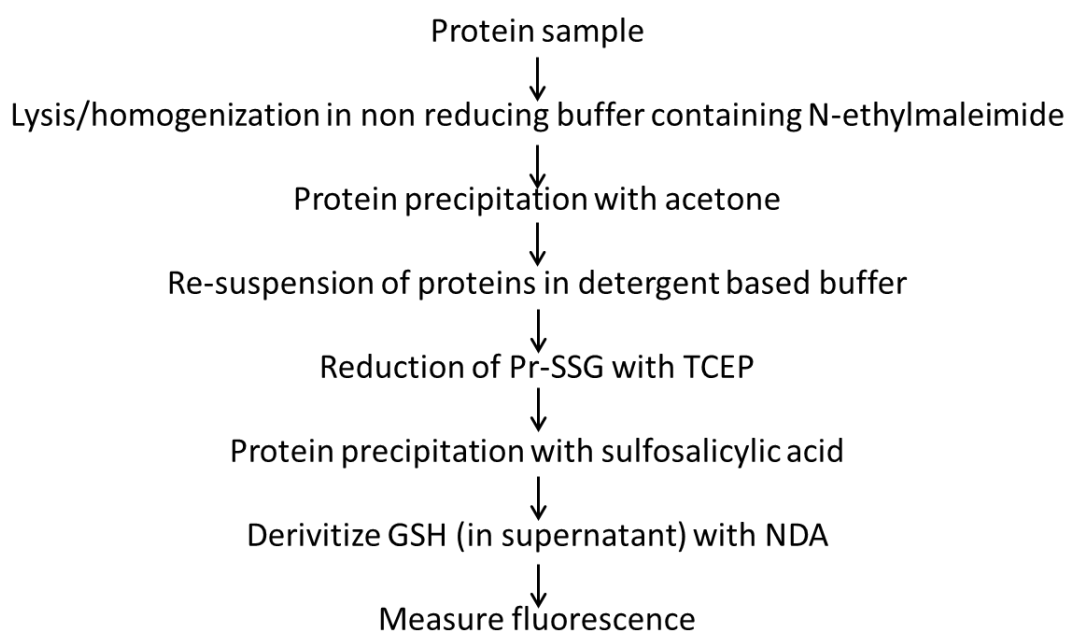 Protein sample
Lysis/homogenization in non reducing buffer containing N-ethylmaleimide
Protein precipitation with acetone
Re-suspension of proteins in detergent based buffer
Reduction of Pr-SSG with TCEP
Protein precipitation with sulfosalicylic acid
Derivitize GSH (in supernatant) with NDA
Measure fluorescence